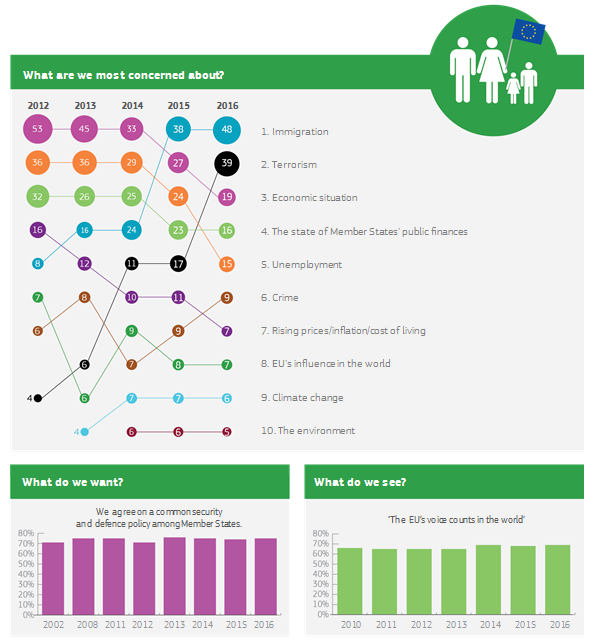 What are we most concerned about?
2012 2013 2014 2015 2016
53 45 33 38 48 1. Immigration
36 36 29 27 39 2. Terrorism
32 26 25 24 19 3. Economic situation
16 16 24 23 16 4. The state of Member States' public finances
8 12 11 17 15 5. Unemployment
7 8 10 11 9 6. Crime
6 6 9 9 7 7. Rising prices/inflation/cost of living
6 7 8 7 8. EU's influence in the world
4 6 7 7 6 9. Climate change
4 6 6 5 10. The environment
What do we want?
We agree on a common security
and defence policy among Member States.
80%
70%
60%
50%
40%
30%
20%
10%
0%
2002 2008 2011 2012 2013 2014 2015 2016
What do we see?
'The EU's voice counts in the world'
80%
70%
60%
50%
40%
30%
20%
10%
0%
2010 2011 2012 2013 2014 2015 2016